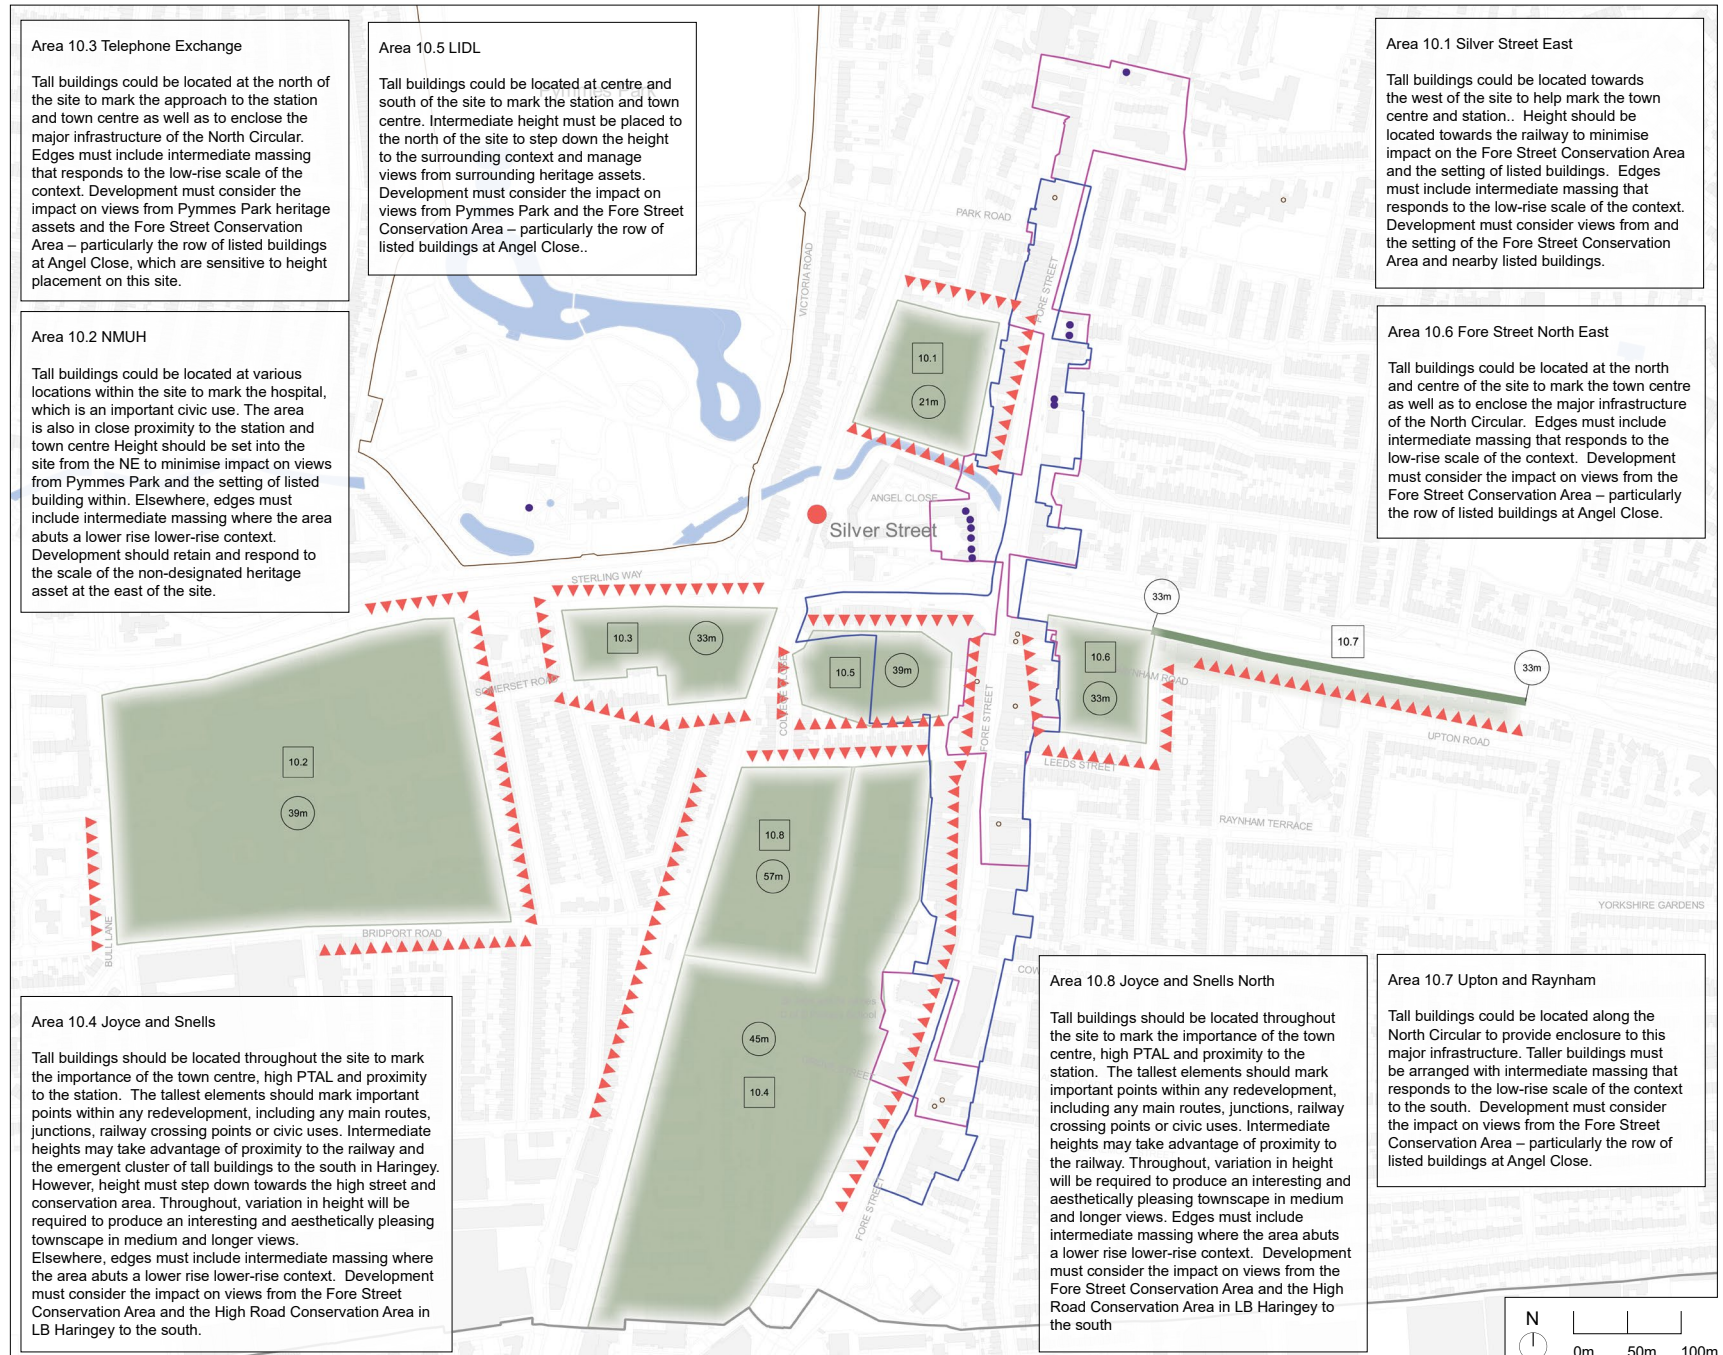 Area 10.3 Telephone Exchange
Tall buildings could be located at the north of
the site to mark the approach to the station
and town centre as well as to enclose the
major infrastructure of the North Circular.
Edges must include intermediate massing
that responds to the low-rise scale of the
context. Development must consider the
impact on views from Pymmes Park heritage
assets and the Fore Street Conservation
Area – particularly the row of listed buildings
at Angel Close, which are sensitive to height
placement on this site.
Area 10.5 LIDL
Tall buildings could be located at centre and
south of the site to mark the station and town
centre. Intermediate height must be placed to
the north of the site to step down the height
to the surrounding context and manage
views from surrounding heritage assets.
Development must consider the impact on
views from Pymmes Park and the Fore Street
Conservation Area – particularly the row of
listed buildings at Angel Close..
Pymmes Park
Area 10.1 Silver Street East
Tall buildings could be located towards
the west of the site to help mark the town
centre and station.. Height should be
located towards the railway to minimise
impact on the Fore Street Conservation Area
and the setting of listed buildings. Edges
must include intermediate massing that
responds to the low-rise scale of the context.
Development must consider views from and
the setting of the Fore Street Conservation
Area and nearby listed buildings.
Area 10.2 NMUH
Tall buildings could be located at various
locations within the site to mark the hospital,
which is an important civic use. The area
is also in close proximity to the station and
town centre Height should be set into the
site from the NE to minimise impact on views
from Pymmes Park and the setting of listed
building within. Elsewhere, edges must
include intermediate massing where the area
abuts a lower rise lower-rise context.
Development should retain and respond to
the scale of the non-designated heritage
asset at the east of the site.
Area 10.6 Fore Street North East
Tall buildings could be located at the north
and centre of the site to mark the town centre
as well as to enclose the major infrastructure
of the North Circular. Edges must include
intermediate massing that responds to the
low-rise scale of the context. Development
must consider the impact on views from the
Fore Street Conservation Area – particularly
the row of listed buildings at Angel Close.
PARK ROAD
VICTORIA ROAD
FORE STREET
10.1
21m
ANGEL CLOSE
Silver Street
STERLING WAY
10.3
33m
SOMERSET ROAD
COLLEGE CLOSE
10.5
39m
FORE STREET
10.6
33m
33m
10.7
33m
RAYNHAM ROAD
UPTON ROAD
LEEDS STREET
RAYNHAM TERRACE
YORKSHIRE GARDENS
10.2
39m
BULL LANE
BRIDPORT ROAD
10.8
57m
45m
10.4
FORE STREET
Area 10.4 Joyce and Snells
Tall buildings should be located throughout the site to mark
the importance of the town centre, high PTAL and proximity
to the station. The tallest elements should mark important
points within any redevelopment, including any main routes,
junctions, railway crossing points or civic uses. Intermediate
heights may take advantage of proximity to the railway and
the emergent cluster of tall buildings to the south in Haringey.
However, height must step down towards the high street and
conservation area. Throughout, variation in height will be
required to produce an interesting and aesthetically pleasing
townscape in medium and longer views.
Elsewhere, edges must include intermediate massing where
the area abuts a lower rise lower-rise context. Development
must consider the impact on views from the Fore Street
Conservation Area and the High Road Conservation Area in
LB Haringey to the south.
Area 10.8 Joyce and Snells North
Tall buildings should be located throughout
the site to mark the importance of the town
centre, high PTAL and proximity to the
station. The tallest elements should mark
important points within any redevelopment,
including any main routes, junctions, railway
crossing points or civic uses. Intermediate
heights may take advantage of proximity to
the railway. Throughout, variation in height
will be required to produce an interesting and
aesthetically pleasing townscape in medium
and longer views. Edges must include
intermediate massing where the area abuts
a lower rise lower-rise context. Development
must consider the impact on views from the
Fore Street Conservation Area and the High
Road Conservation Area in LB Haringey to
the south
Area 10.7 Upton and Raynham
Tall buildings could be located along the
North Circular to provide enclosure to this
major infrastructure. Taller buildings must
be arranged with intermediate massing that
responds to the low-rise scale of the context
to the south. Development must consider
the impact on views from the Fore Street
Conservation Area – particularly the row of
listed buildings at Angel Close.
N
0m 50m 100m